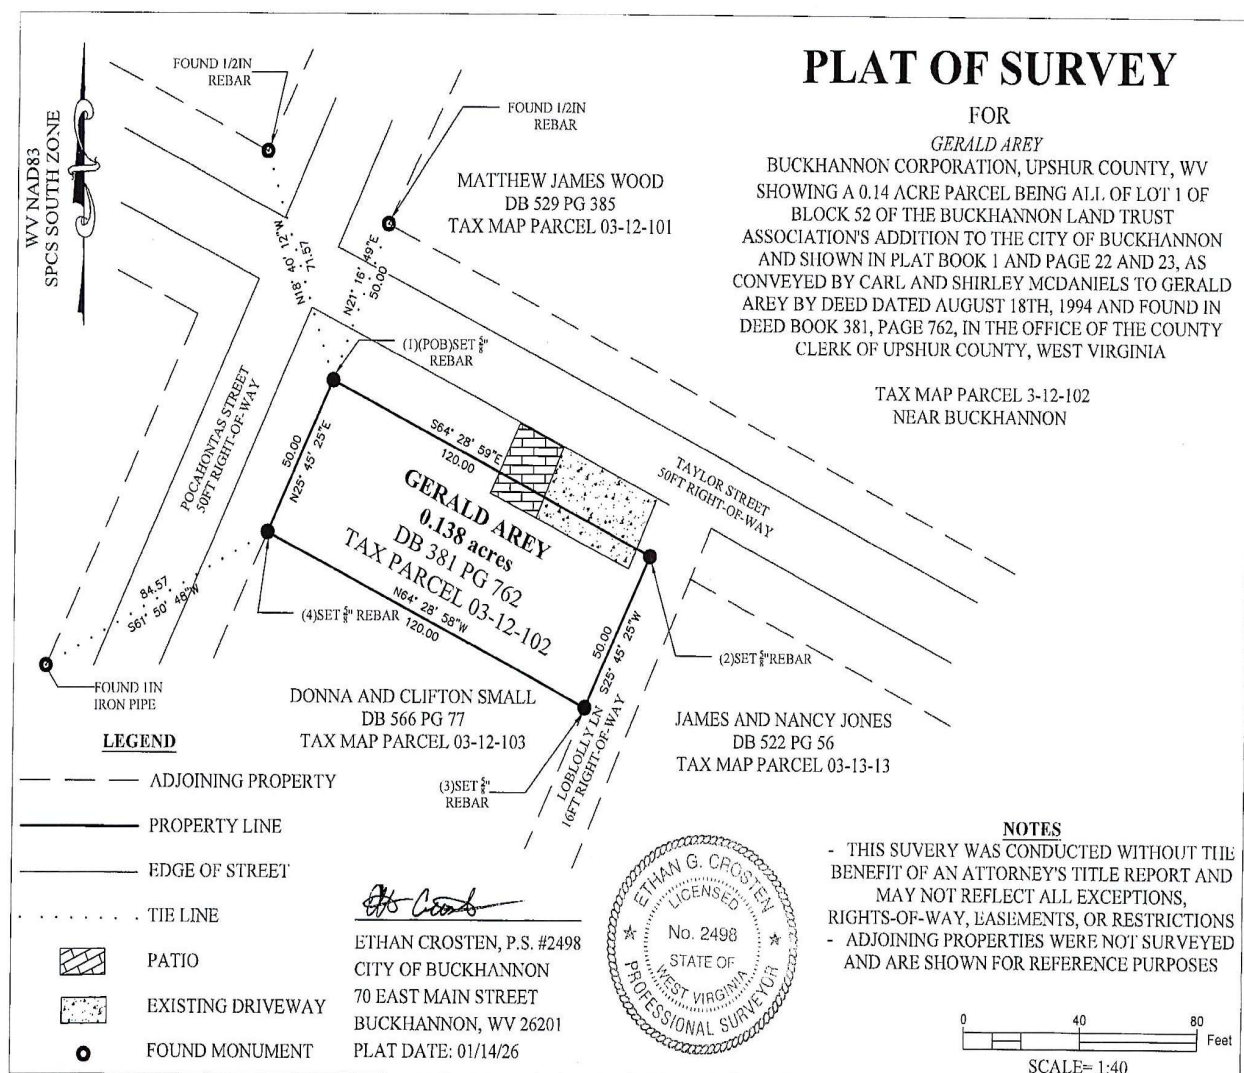 PLAT OF SURVEY
FOR
GERALD AREY
BUCKHANNON CORPORATION, UPSHUR COUNTY, WV
SHOWING A 0.14 ACRE PARCEL BEING ALL OF LOT 1 OF
BLOCK 52 OF THE BUCKHANNON LAND TRUST
ASSOCIATION'S ADDITION TO THE CITY OF BUCKHANNON
AND SHOWN IN PLAT BOOK 1 AND PAGE 22 AND 23, AS
CONVEYED BY CARL AND SHIRLEY MCDANIELS TO GERALD
AREY BY DEED DATED AUGUST 18TH, 1994 AND FOUND IN
DEED BOOK 381, PAGE 762, IN THE OFFICE OF THE COUNTY
CLERK OF UPSHUR COUNTY, WEST VIRGINIA
TAX MAP PARCEL 3-12-102
NEAR BUCKHANNON
WV NAD83
SPCS SOUTH ZONE
FOUND 1/2IN
REBAR
FOUND 1/2IN
REBAR
MATTHEW JAMES WOOD
DB 529 PG 385
TAX MAP PARCEL 03-12-101
N18° 40' 12"W
71.57
N21° 16' 49"E
50.00
(1)(POB)SET 5/8"
REBAR
POCAHONTAS STREET
50FT RIGHT-OF-WAY
50.00
N25° 45' 25"E
S64° 28' 59"E
120.00
TAYLOR STREET
50FT RIGHT-OF-WAY
GERALD AREY
0.138 acres
DB 381 PG 762
TAX PARCEL 03-12-102
N64° 28' 58"W
120.00
50.00
S25° 45' 25"W
84.57
S61° 50' 48"W
(4)SET 5/8" REBAR
(2)SET 5/8" REBAR
FOUND 1IN
IRON PIPE
DONNA AND CLIFTON SMALL
DB 566 PG 77
TAX MAP PARCEL 03-12-103
(3)SET 5/8"
REBAR
LOBLOLLY LN
16FT RIGHT-OF-WAY
JAMES AND NANCY JONES
DB 522 PG 56
TAX MAP PARCEL 03-13-13
LEGEND
ADJOINING PROPERTY
PROPERTY LINE
EDGE OF STREET
TIE LINE
PATIO
EXISTING DRIVEWAY
FOUND MONUMENT
ETHAN CROSTEN, P.S. #2498
CITY OF BUCKHANNON
70 EAST MAIN STREET
BUCKHANNON, WV 26201
PLAT DATE: 01/14/26
ETHAN G. CROSTEN
LICENSED
No. 2498
STATE OF
WEST VIRGINIA
PROFESSIONAL SURVEYOR
NOTES
- THIS SUVERY WAS CONDUCTED WITHOUT THE
BENEFIT OF AN ATTORNEY'S TITLE REPORT AND
MAY NOT REFLECT ALL EXCEPTIONS,
RIGHTS-OF-WAY, EASEMENTS, OR RESTRICTIONS
- ADJOINING PROPERTIES WERE NOT SURVEYED
AND ARE SHOWN FOR REFERENCE PURPOSES
0 40 80
Feet
SCALE= 1:40